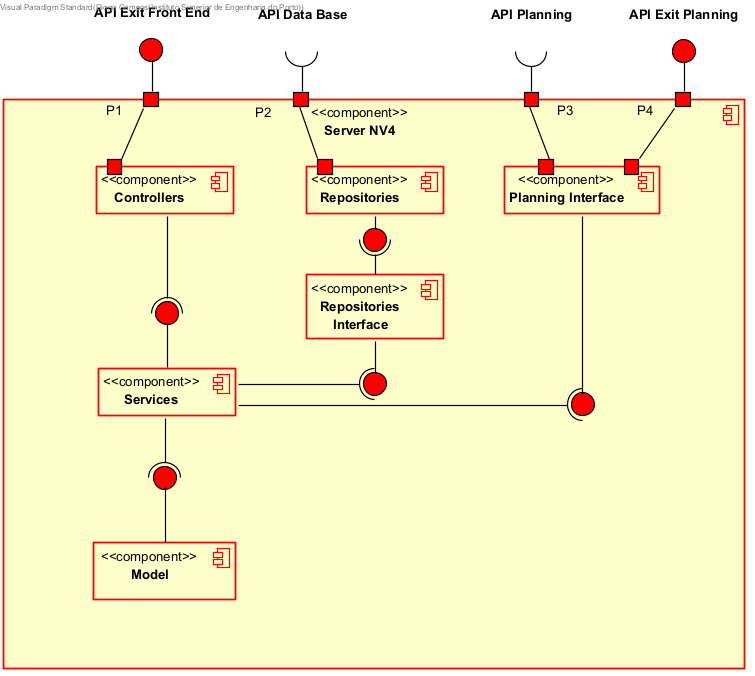 Visual Paradigm Standard(
Instituto Superior de Engenharia do Porto))
API Exit Front End
API Data Base
API Planning
API Exit Planning
P1
P2
P3
P4
<<component>>
Server NV4
<<component>>
Controllers
<<component>>
Repositories
<<component>>
Planning Interface
<<component>>
Repositories
Interface
<<component>>
Services
<<component>>
Model